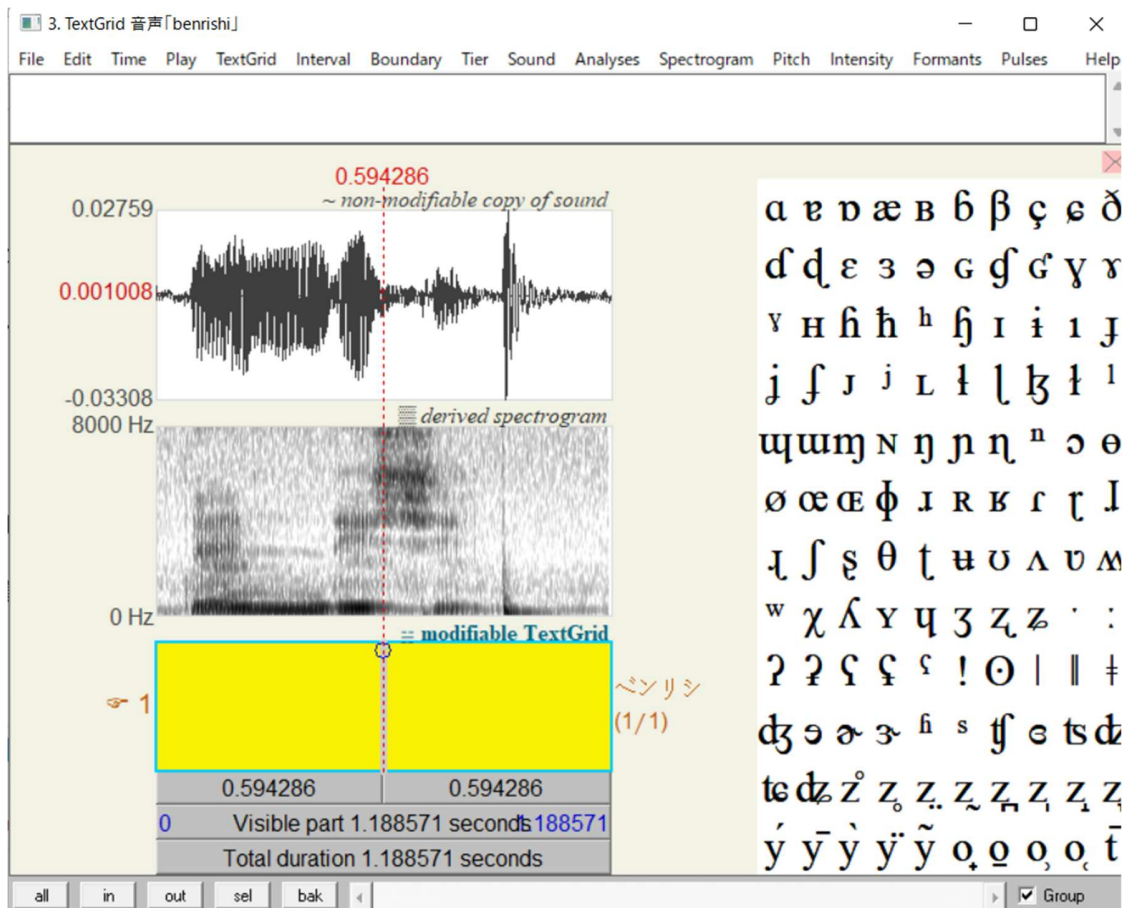 3. TextGrid 音声「benrishi」
File Edit Time Play TextGrid Interval Boundary Tier Sound Analyses Spectrogram Pitch Intensity Formants Pulses Help
0.594286
~ non-modifiable copy of sound
0.02759
0.001008
-0.03308
derived spectrogram
8000 Hz
0 Hz
modifiable TextGrid
☞ 1
ベンリシ
(1/1)
0.594286 0.594286
0 Visible part 1.188571 seconds 1.188571
Total duration 1.188571 seconds
all in out sel bak Group
ɑ ɐ ɒ æ ʙ ɓ β ç ɕ ð
ɗ ɖ ɛ ɜ ə ɢ ʄ ɠ ɣ ɤ
ˠ ʜ ɦ ħ ʰ ɧ ɪ ɨ ı ɟ
ʝ ʃ ᴊ ʲ ʟ ɫ ɭ ɮ ɬ ˡ
ɰ ɯ ɱ ɴ ŋ ɲ ɳ ⁿ ɔ ɵ
ø œ ɶ ɸ ɹ ʀ ʁ ɾ ɽ ɺ
ɻ ʃ ʂ θ ʈ ʉ ʊ ʌ ʋ ʍ
ʷ χ ʎ ʏ ɥ ʒ ʐ ʑ ˑ ː
ʔ ʡ ʕ ʢ ˤ ǃ ʘ ǀ ǁ ǂ
ʤ ɘ ɚ ɝ ʱ ˢ ʧ ɞ ʦ ʣ
ʨ ʥ